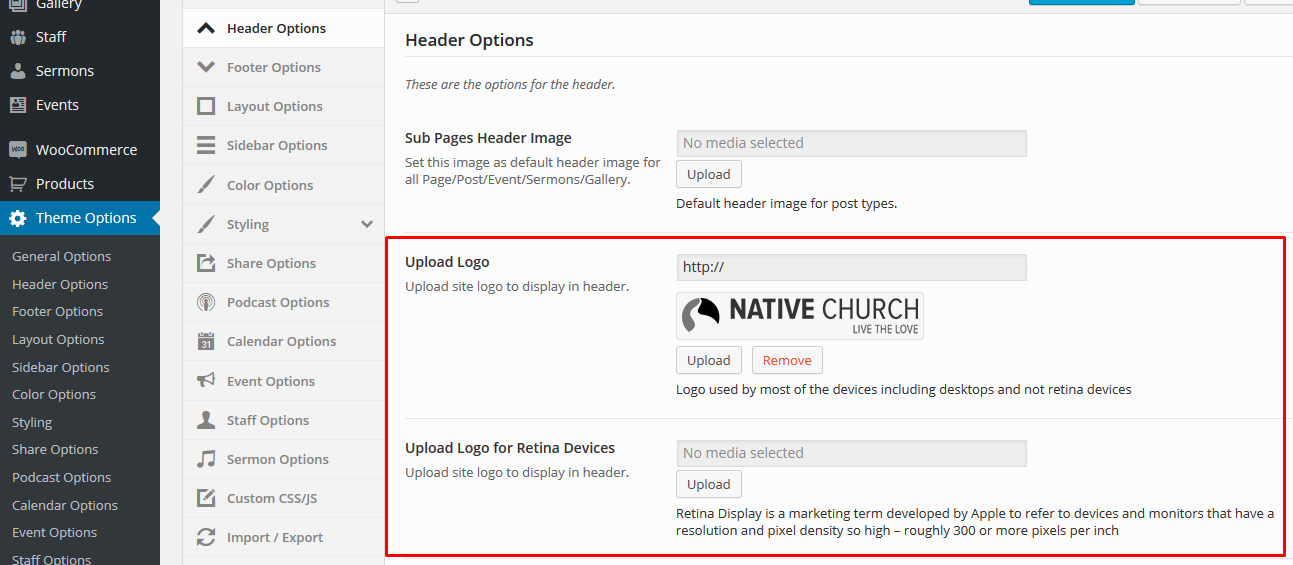 Gallery
Staff
Sermons
Events
WooCommerce
Products
Theme Options
General Options
Header Options
Footer Options
Layout Options
Sidebar Options
Color Options
Styling
Share Options
Podcast Options
Calendar Options
Event Options
Staff Options
Header Options
Footer Options
Layout Options
Sidebar Options
Color Options
Styling
Share Options
Podcast Options
31
Calendar Options
Event Options
Staff Options
Sermon Options
Custom CSS/JS
Import / Export
Header Options
These are the options for the header.
Sub Pages Header Image
Set this image as default header image for
all Page/Post/Event/Sermons/Gallery.
No media selected
Upload
Default header image for post types.
Upload Logo
Upload site logo to display in header.
http://
NATIVE CHURCH
LIVE THE LOVE
Upload Remove
Logo used by most of the devices including desktops and not retina devices
Upload Logo for Retina Devices
Upload site logo to display in header.
No media selected
Upload
Retina Display is a marketing term developed by Apple to refer to devices and monitors that have a
resolution and pixel density so high – roughly 300 or more pixels per inch